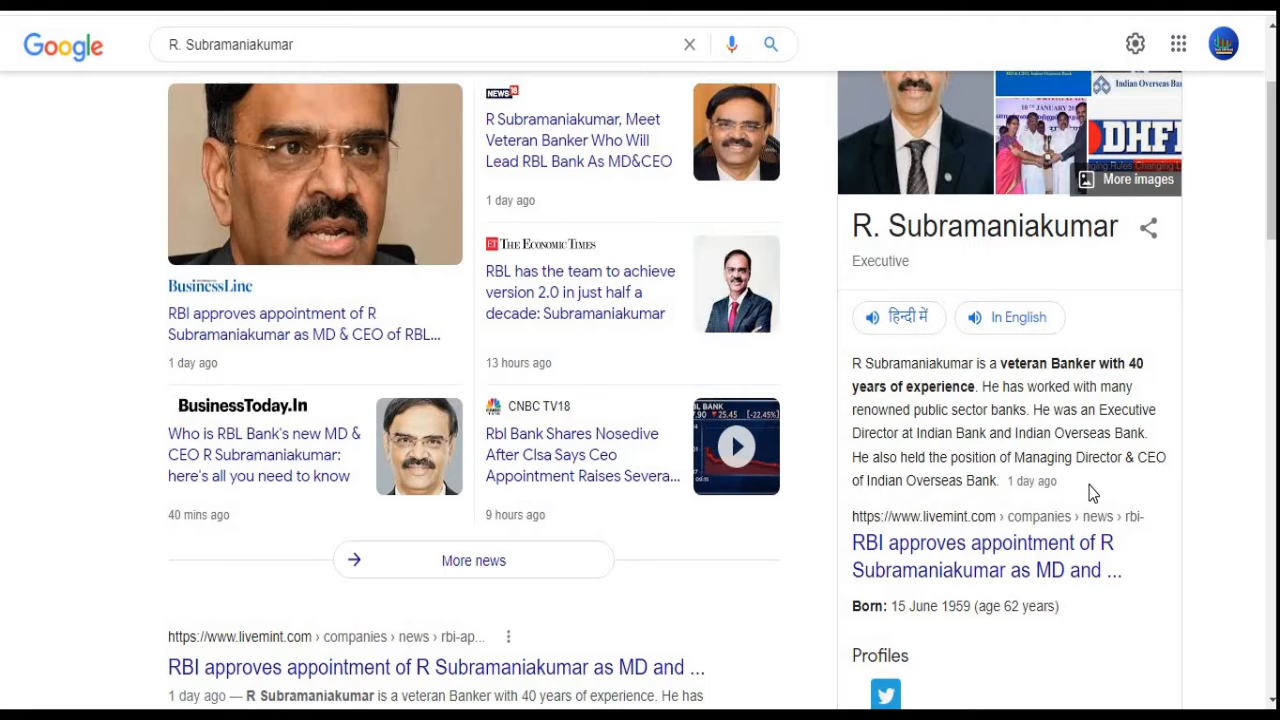 Google
R. Subramaniakumar
BusinessLine
RBI approves appointment of R
Subramaniakumar as MD & CEO of RBL...
1 day ago
NEWS18
R Subramaniakumar, Meet
Veteran Banker Who Will
Lead RBL Bank As MD&CEO
1 day ago
ET THE ECONOMIC TIMES
RBL has the team to achieve
version 2.0 in just half a
decade: Subramaniakumar
13 hours ago
BusinessToday.In
Who is RBL Bank's new MD &
CEO R Subramaniakumar:
here's all you need to know
40 mins ago
CNBC TV18
Rbl Bank Shares Nosedive
After Clsa Says Ceo
Appointment Raises Severa...
9 hours ago
BANK
7.90 ▼25.45 [-22.45%]
More news
https://www.livemint.com › companies › news › rbi-ap...
RBI approves appointment of R Subramaniakumar as MD and ...
1 day ago — R Subramaniakumar is a veteran Banker with 40 years of experience. He has
Indian Overseas Ba
10 JANUARY
DHFL
More images
R. Subramaniakumar
Executive
हिन्दी में
In English
R Subramaniakumar is a veteran Banker with 40
years of experience. He has worked with many
renowned public sector banks. He was an Executive
Director at Indian Bank and Indian Overseas Bank.
He also held the position of Managing Director & CEO
of Indian Overseas Bank. 1 day ago
https://www.livemint.com › companies › news › rbi-
RBI approves appointment of R
Subramaniakumar as MD and ...
Born: 15 June 1959 (age 62 years)
Profiles